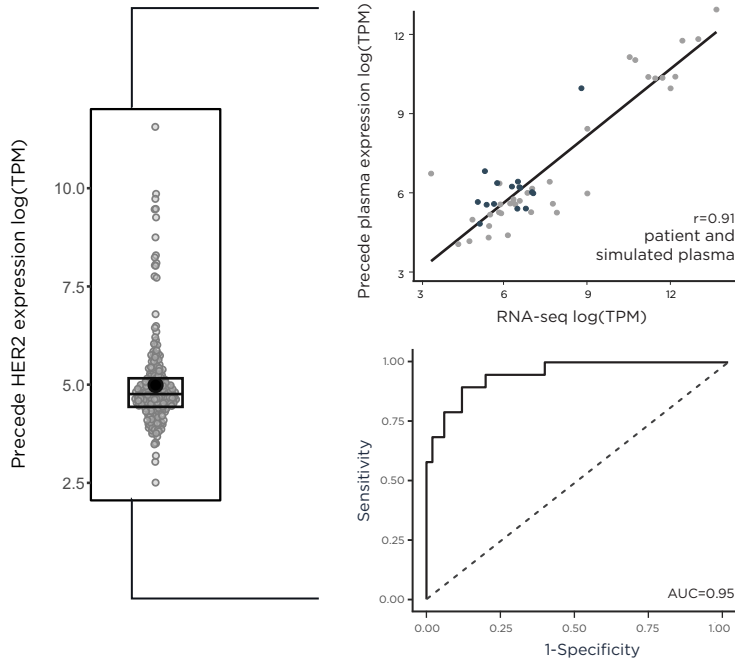 Precede HER2 expression log(TPM)
10.0
7.5
5.0
2.5
Precede plasma expression log(TPM)
12
9
6
3
r=0.91
patient and
simulated plasma
3
6
9
12
RNA-seq log(TPM)
Sensitivity
1.00
0.75
0.50
0.25
0.00
AUC=0.95
0.00
0.25
0.50
0.75
1.00
1-Specificity